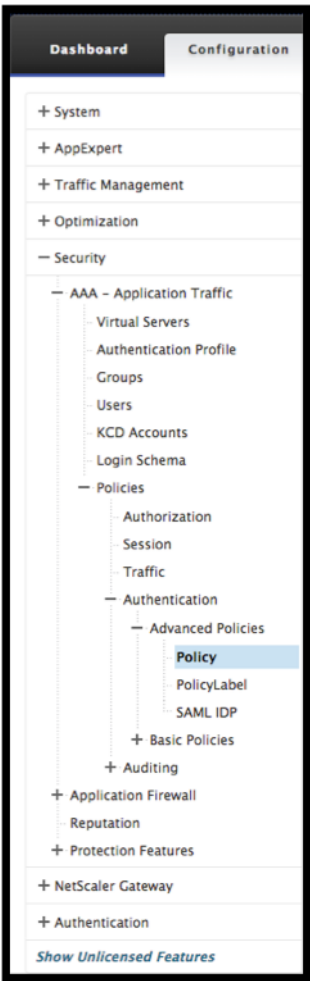 Dashboard Configuration
+ System
+ AppExpert
+ Traffic Management
+ Optimization
− Security
− AAA – Application Traffic
Virtual Servers
Authentication Profile
Groups
Users
KCD Accounts
Login Schema
− Policies
Authorization
Session
Traffic
− Authentication
− Advanced Policies
Policy
PolicyLabel
SAML IDP
+ Basic Policies
+ Auditing
+ Application Firewall
Reputation
+ Protection Features
+ NetScaler Gateway
+ Authentication
Show Unlicensed Features